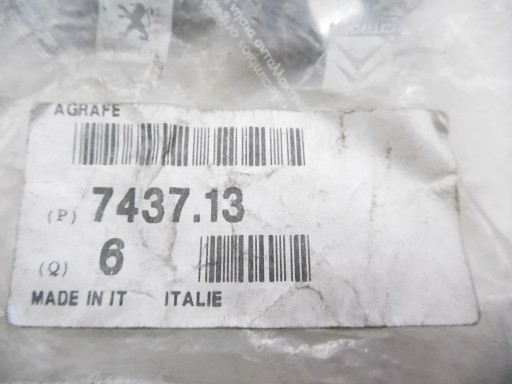 AGRAFE
(P) 7437.13
(Q) 6
MADE IN IT ITALIE